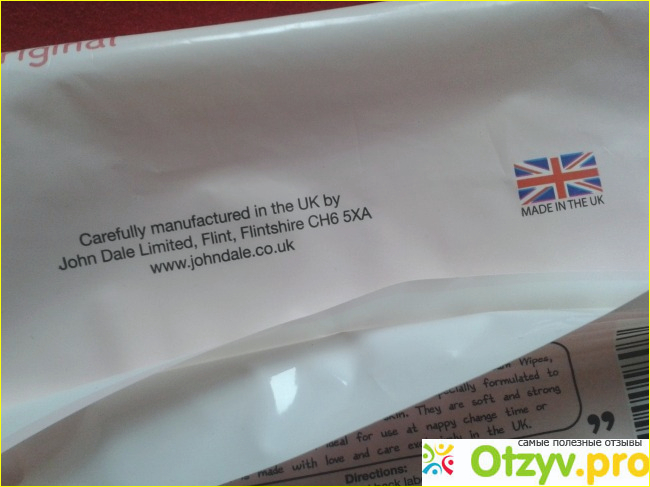 Original
Carefully manufactured in the UK by
John Dale Limited, Flint, Flintshire CH6 5XA
www.johndale.co.uk
MADE IN THE UK
Wipes,
formulated to
They are soft and strong
for use at nappy change time or
in the UK.
made with love and care
Directions:
”
самые полезные отзывы
Otzyv.pro